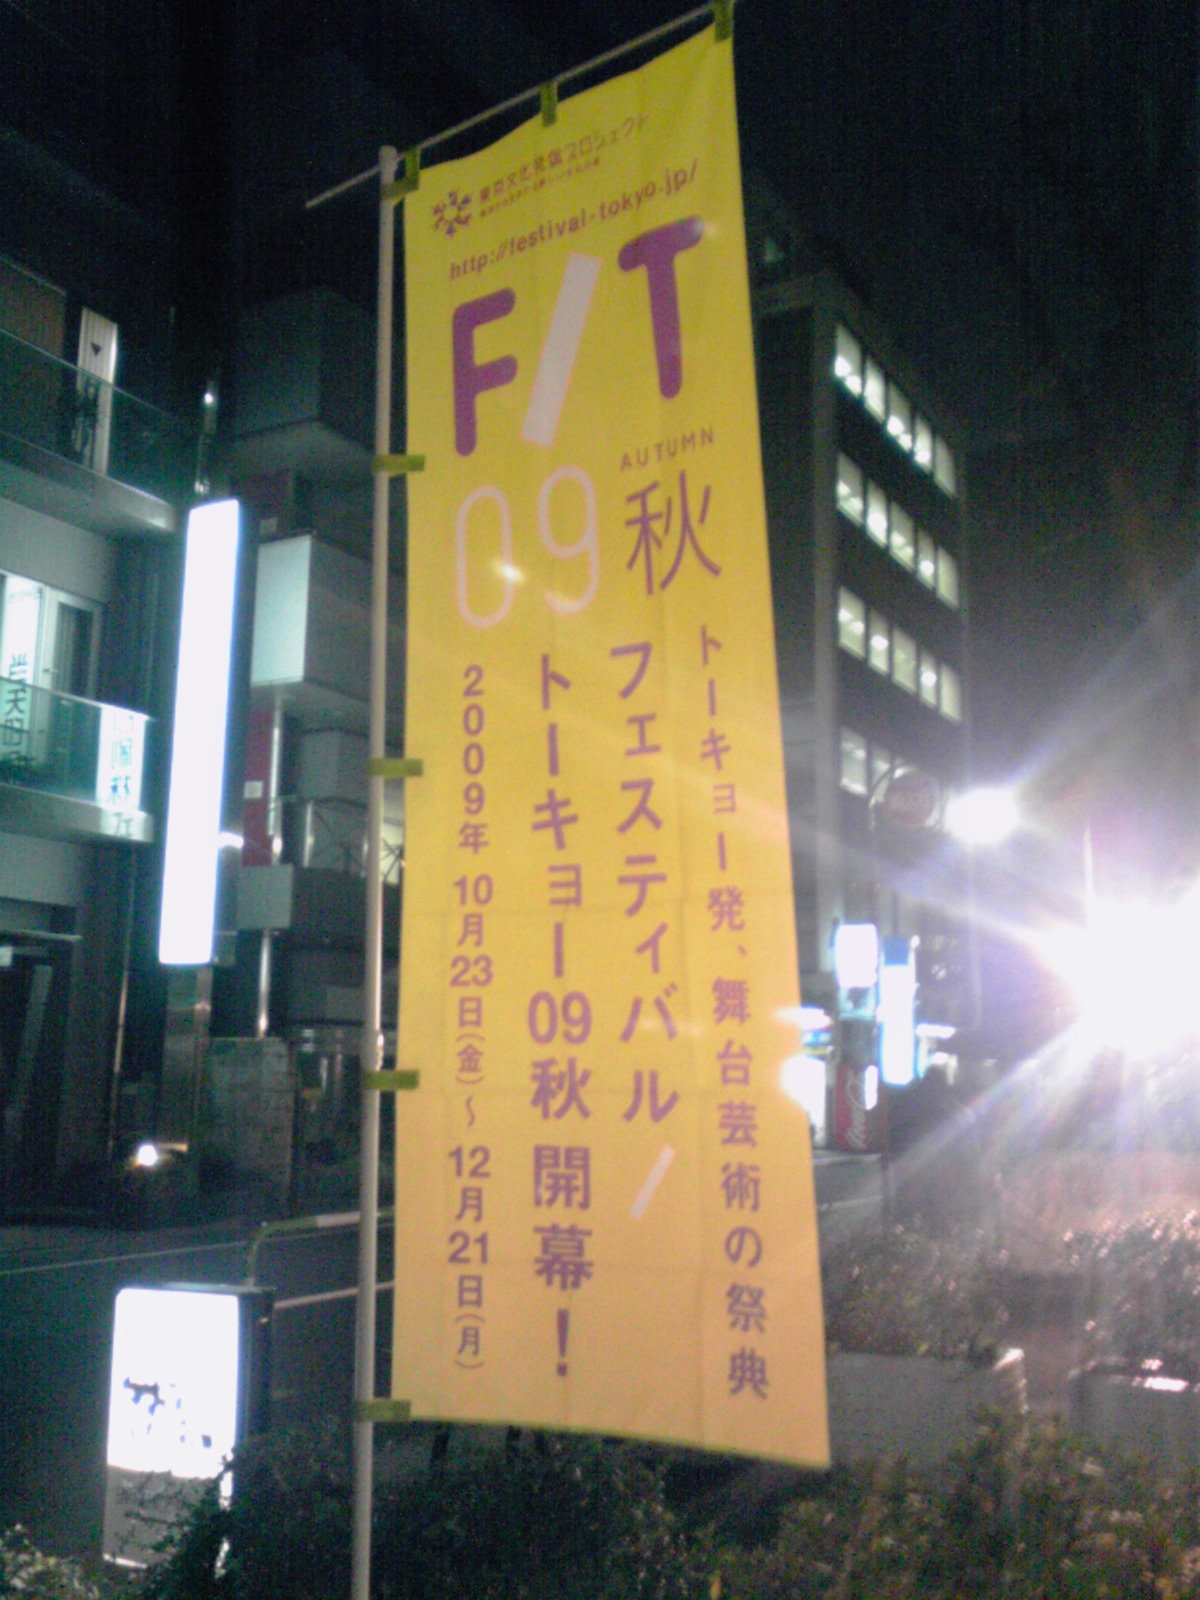 東京文化発信プロジェクト
http://festival-tokyo.jp/
F/T
09
AUTUMN
秋
トーキョー発、舞台芸術の祭典
フェスティバル/
トーキョー09秋 開幕!
2009年 10月23日(金)〜 12月21日(月)